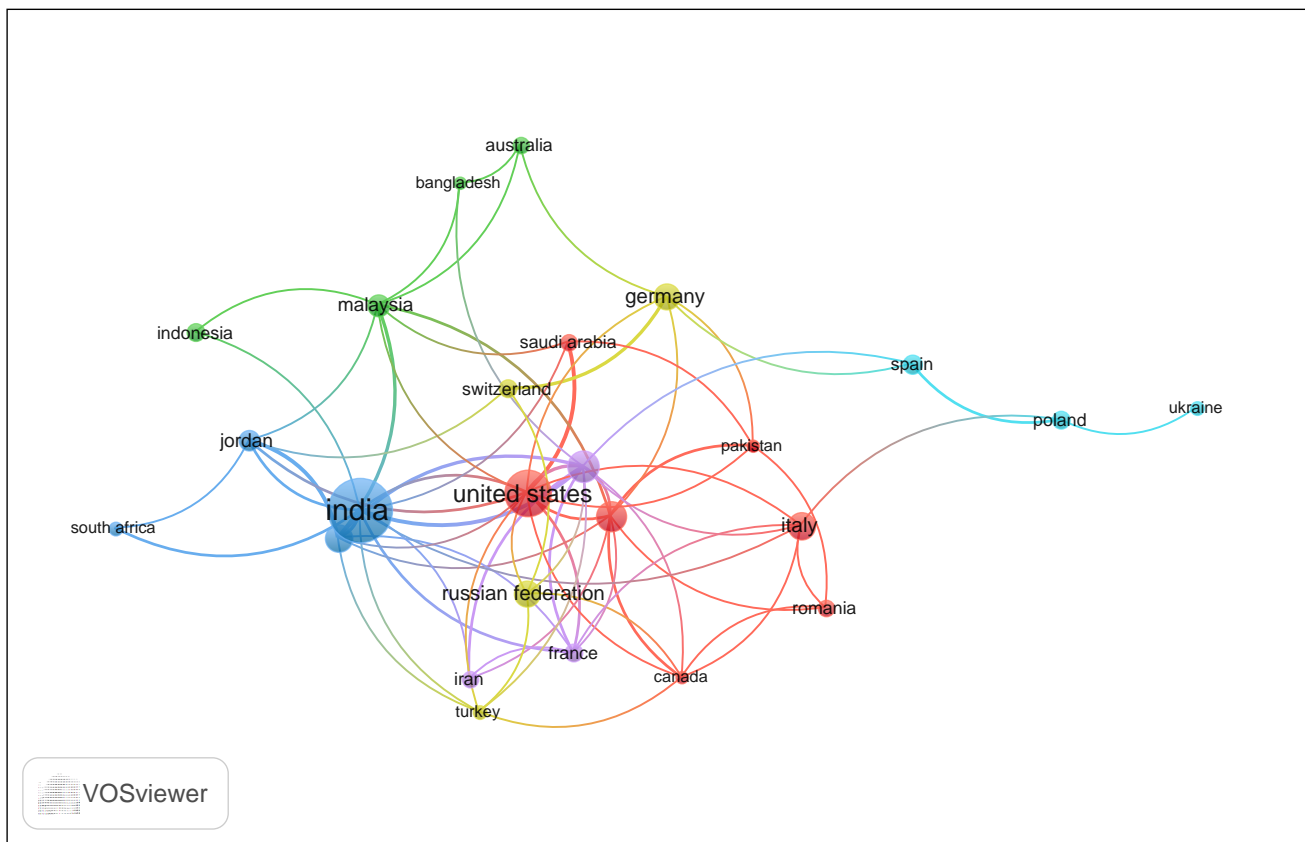 australia
bangladesh
germany
malaysia
indonesia
saudi arabia
spain
switzerland
ukraine
poland
jordan
pakistan
united states
india
south africa
italy
russian federation
romania
france
iran
canada
turkey
VOSviewer